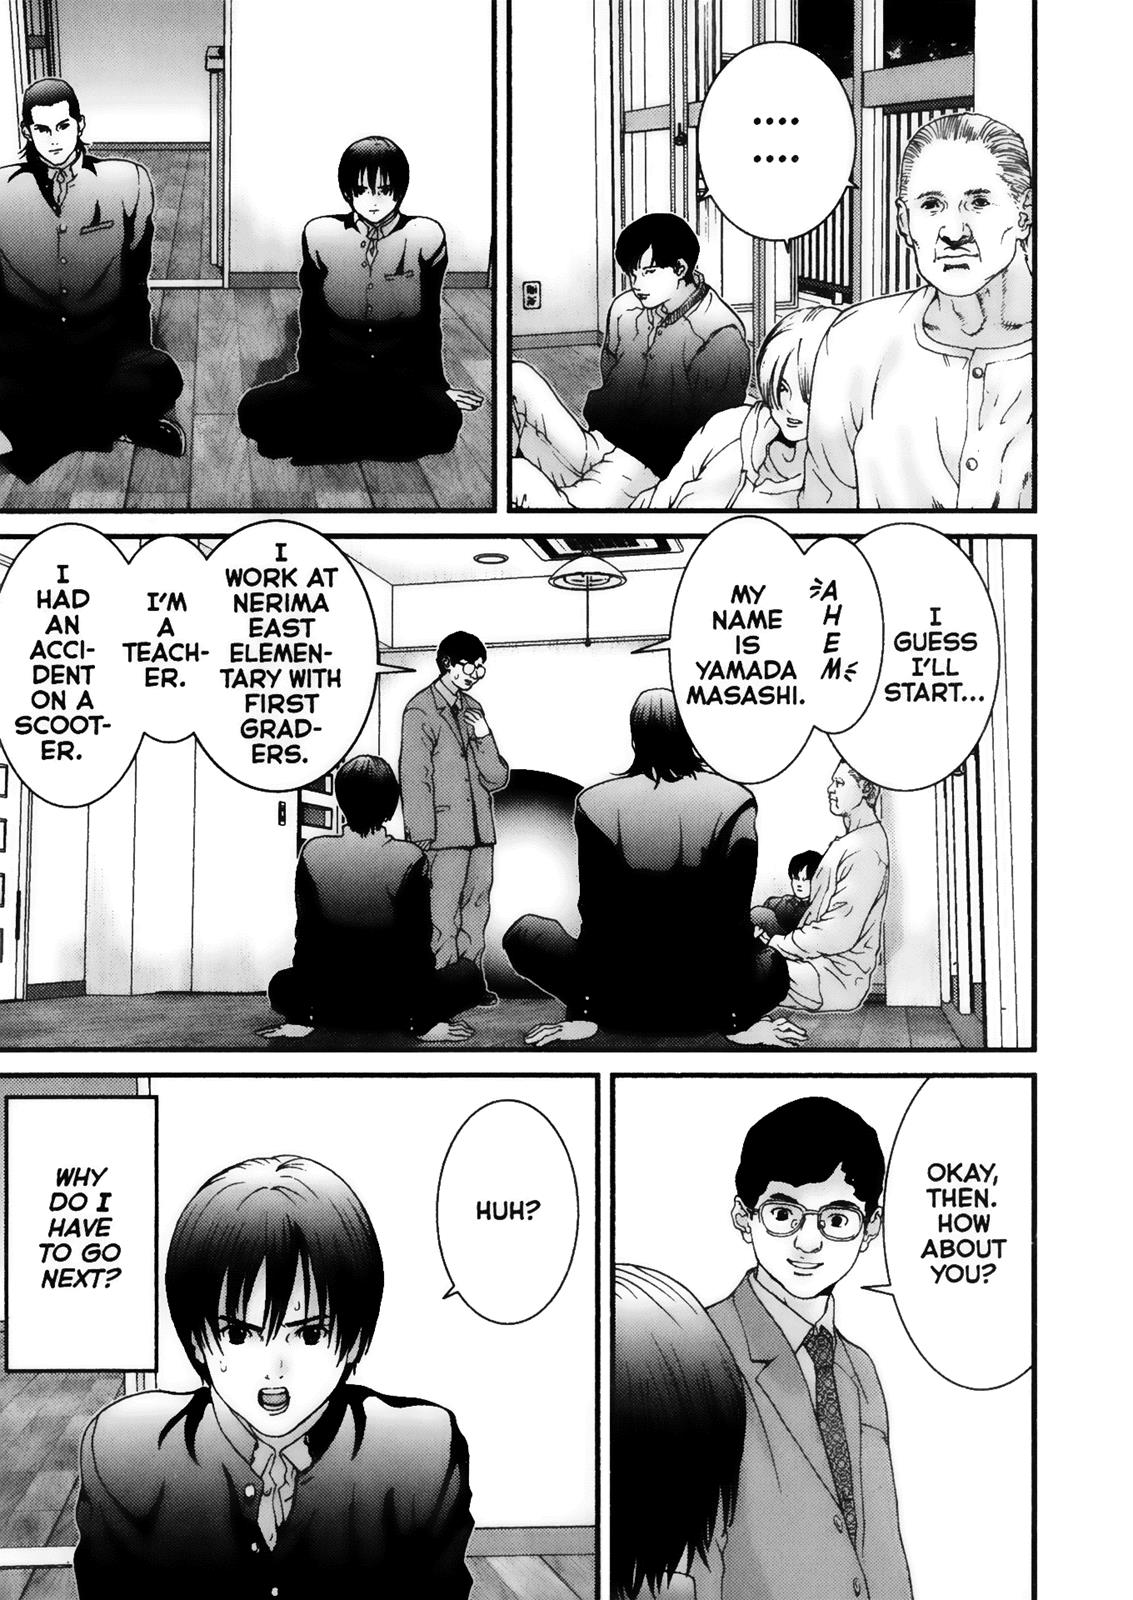 ....
....
I
GUESS
I'LL
START...
AHEM
MY
NAME
IS
YAMADA
MASASHI.
I
WORK AT
NERIMA
EAST
ELEMEN-
TARY WITH
FIRST
GRAD-
ERS.
I'M
A
TEACH-
ER.
I
HAD
AN
ACCI-
DENT
ON A
SCOOT-
ER.
OKAY,
THEN.
HOW
ABOUT
YOU?
HUH?
WHY
DO I
HAVE
TO GO
NEXT?